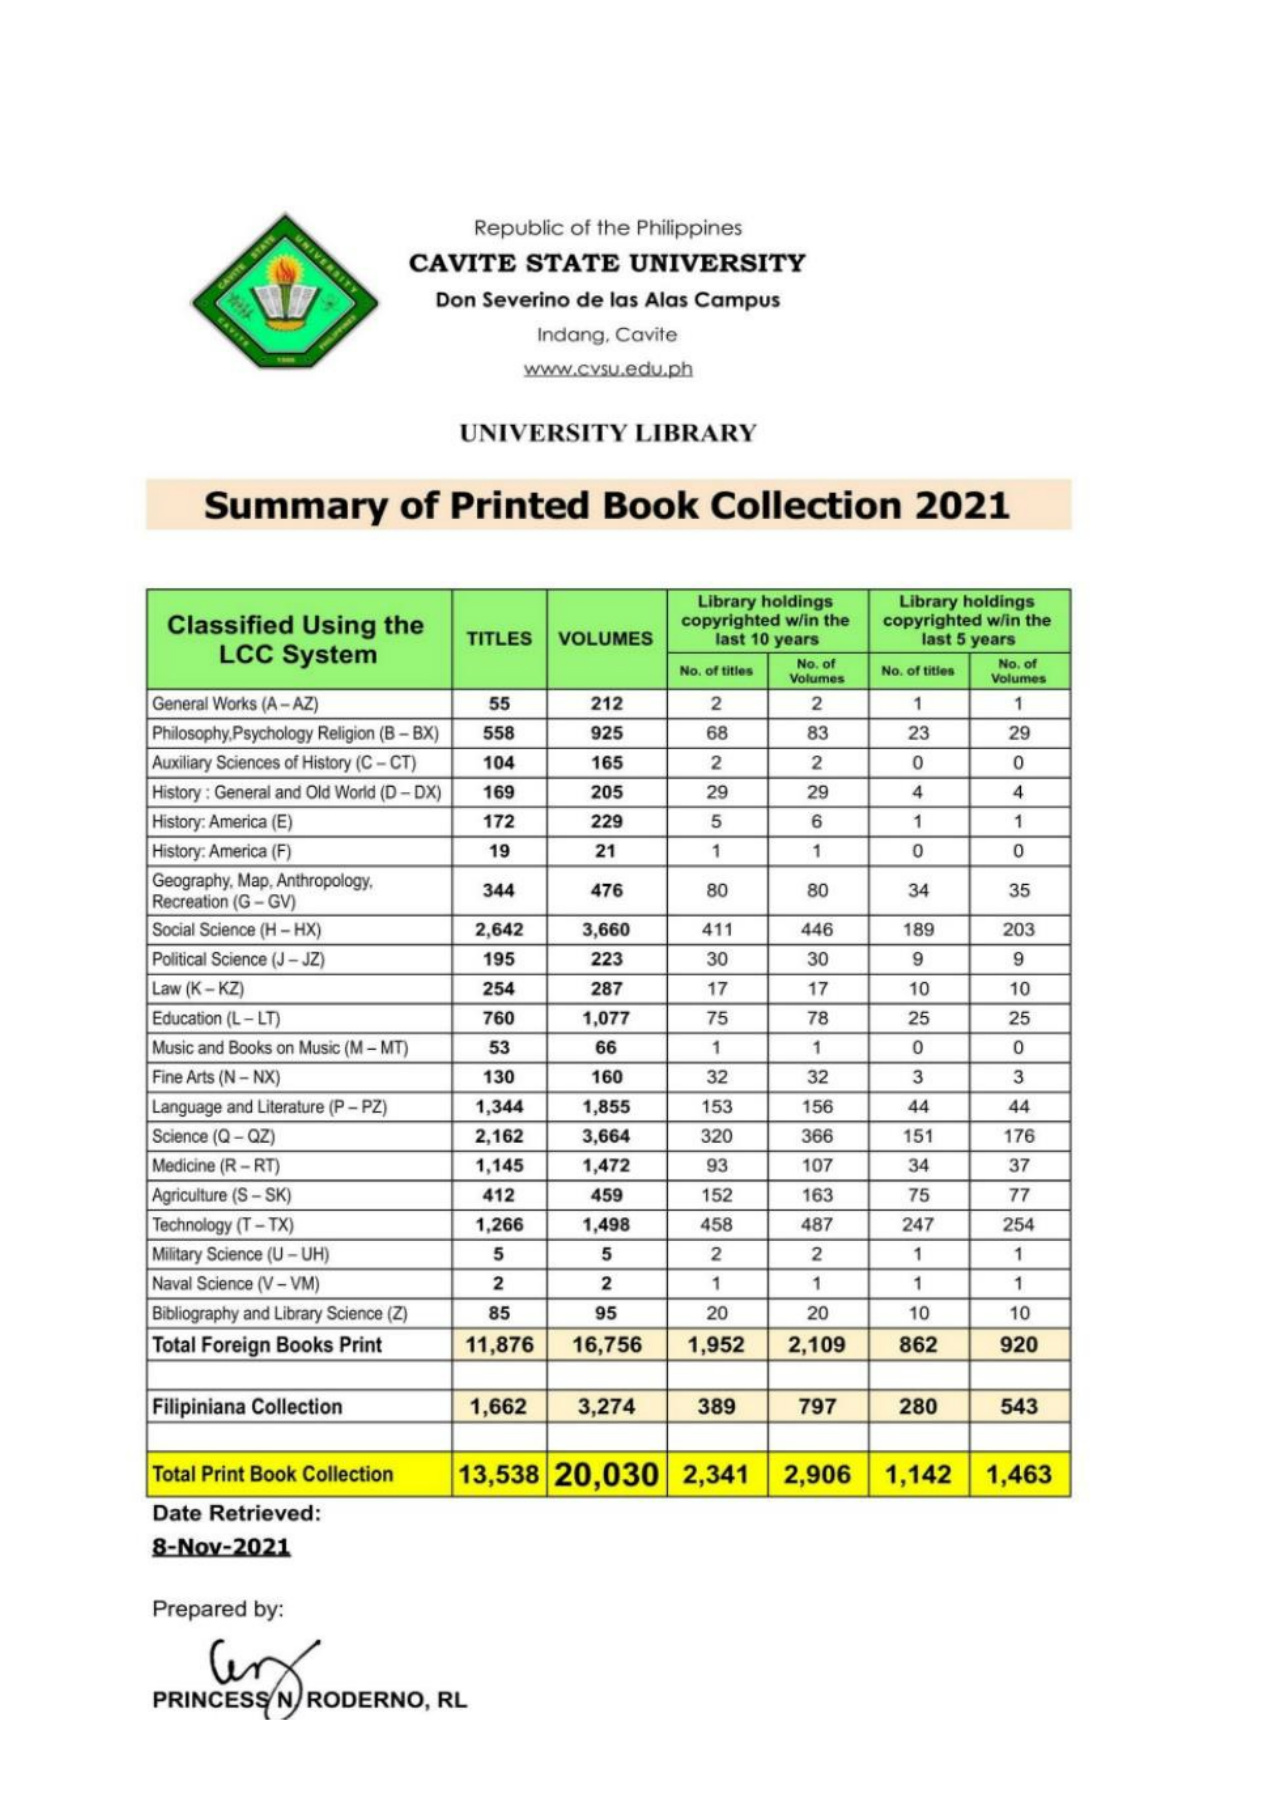 CAVITE STATE UNIVERSITY
CAVITE PHILIPPINES
1906
Republic of the Philippines
CAVITE STATE UNIVERSITY
Don Severino de las Alas Campus
Indang, Cavite
www.cvsu.edu.ph
UNIVERSITY LIBRARY
Summary of Printed Book Collection 2021
Classified Using the LCC System TITLES VOLUMES Library holdings copyrighted w/in the last 10 years Library holdings copyrighted w/in the last 5 years
No. of titles No. of Volumes No. of titles No. of Volumes
General Works (A – AZ) 55 212 2 2 1 1
Philosophy,Psychology Religion (B – BX) 558 925 68 83 23 29
Auxiliary Sciences of History (C – CT) 104 165 2 2 0 0
History : General and Old World (D – DX) 169 205 29 29 4 4
History: America (E) 172 229 5 6 1 1
History: America (F) 19 21 1 1 0 0
Geography, Map, Anthropology,
Recreation (G – GV) 344 476 80 80 34 35
Social Science (H – HX) 2,642 3,660 411 446 189 203
Political Science (J – JZ) 195 223 30 30 9 9
Law (K – KZ) 254 287 17 17 10 10
Education (L – LT) 760 1,077 75 78 25 25
Music and Books on Music (M – MT) 53 66 1 1 0 0
Fine Arts (N – NX) 130 160 32 32 3 3
Language and Literature (P – PZ) 1,344 1,855 153 156 44 44
Science (Q – QZ) 2,162 3,664 320 366 151 176
Medicine (R – RT) 1,145 1,472 93 107 34 37
Agriculture (S – SK) 412 459 152 163 75 77
Technology (T – TX) 1,266 1,498 458 487 247 254
Military Science (U – UH) 5 5 2 2 1 1
Naval Science (V – VM) 2 2 1 1 1 1
Bibliography and Library Science (Z) 85 95 20 20 10 10
Total Foreign Books Print 11,876 16,756 1,952 2,109 862 920
Filipiniana Collection 1,662 3,274 389 797 280 543
Total Print Book Collection 13,538 20,030 2,341 2,906 1,142 1,463
Date Retrieved:
8-Nov-2021
Prepared by:
PRINCESS N RODERNO, RL